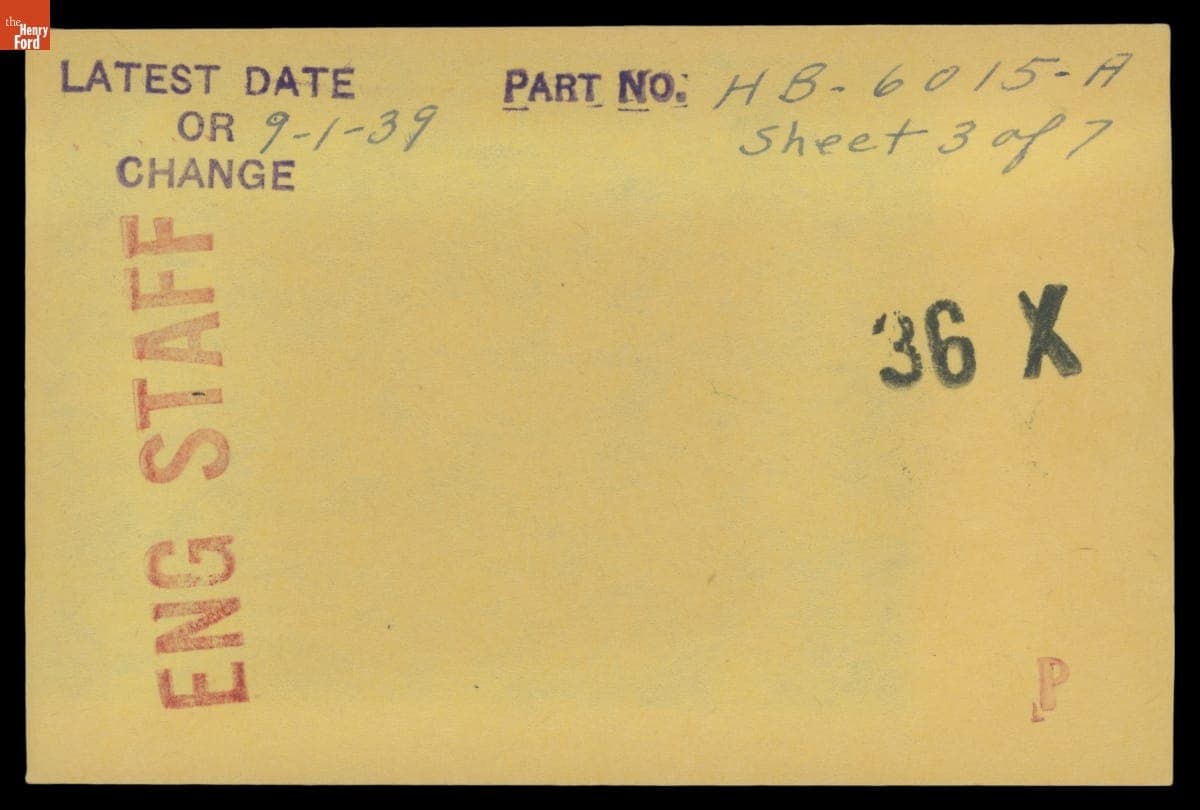 the
Henry
Ford
LATEST DATE
OR 9-1-39
CHANGE
PART NO: HB-6015-A
Sheet 3 of 7
36 X
ENG STAFF
P